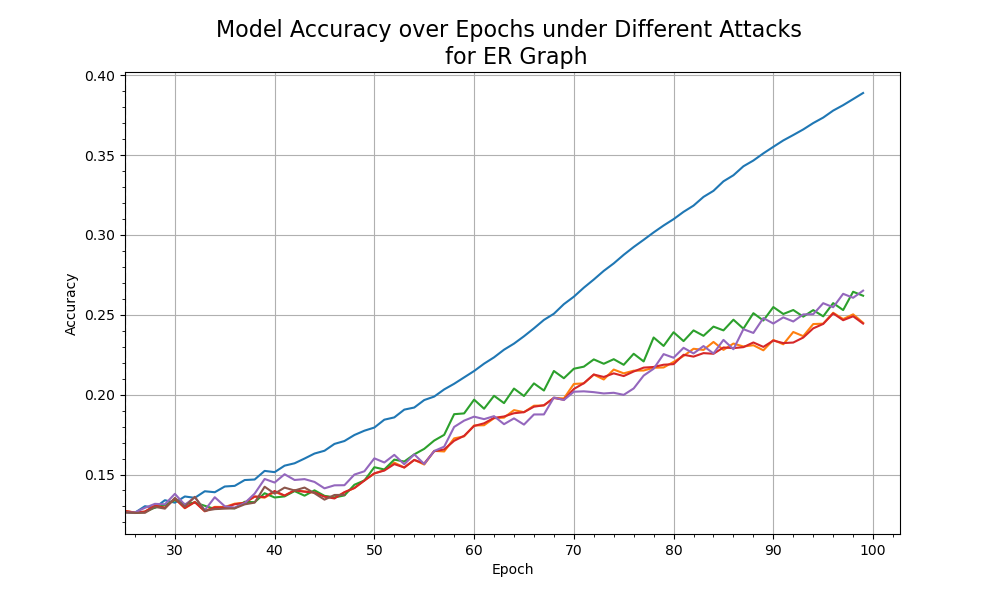 Model Accuracy over Epochs under Different Attacks
for ER Graph
0.40
0.35
0.30
0.25
0.20
0.15
Accuracy
30 40 50 60 70 80 90 100
Epoch